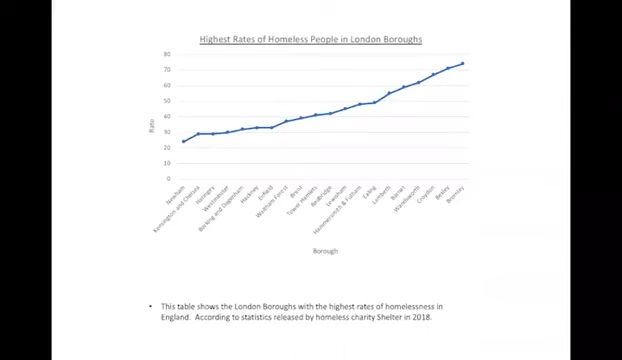 Highest Rates of Homeless People in London Boroughs
80
70
60
50
40
30
20
10
0
Rate
Newham
Kensington and Chelsea
Haringey
Westminster
Barking and Dagenham
Hackney
Enfield
Waltham Forest
Brent
Tower Hamlets
Redbridge
Lewisham
Hammersmith & Fulham
Ealing
Lambeth
Barnet
Wandsworth
Croydon
Bexley
Bromley
Borough
• This table shows the London Boroughs with the highest rates of homelessness in
England. According to statistics released by homeless charity Shelter in 2018.